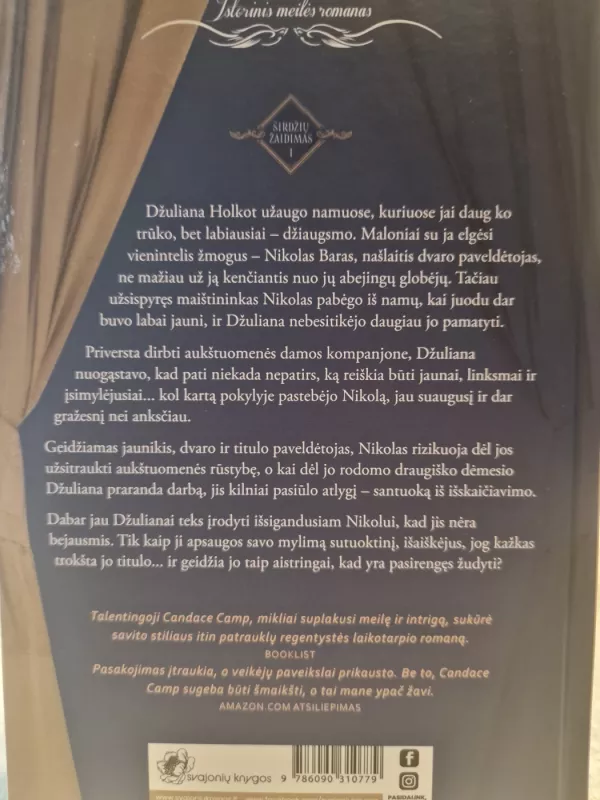 Istorinis meilės romanas
ŠIRDŽIŲ
ŽAIDIMAS
I
Džuliana Holkot užaugo namuose, kuriuose jai daug ko
trūko, bet labiausiai – džiaugsmo. Maloniai su ja elgėsi
vienintelis žmogus – Nikolas Baras, našlaitis dvaro paveldėtojas,
ne mažiau už ją kenčiantis nuo jų abejingų globėjų. Tačiau
užsispyręs maištininkas Nikolas pabėgo iš namų, kai juodu dar
buvo labai jauni, ir Džuliana nebesitikėjo daugiau jo pamatyti.
Priversta dirbti aukštuomenės damos kompanjone, Džuliana
nuogąstavo, kad pati niekada nepatirs, ką reiškia būti jaunai, linksmai ir
įsimylėjusiai... kol kartą pokylyje pastebėjo Nikolą, jau suaugusį ir dar
gražesnį nei anksčiau.
Geidžiamas jaunikis, dvaro ir titulo paveldėtojas, Nikolas rizikuoja dėl jos
užsitraukti aukštuomenės rūstybę, o kai dėl jo rodomo draugiško dėmesio
Džuliana praranda darbą, jis kilniai pasiūlo atlygį – santuoką iš išskaičiavimo.
Dabar jau Džulianai teks įrodyti išsigandusiam Nikolui, kad jis nėra
bejausmis. Tik kaip ji apsaugos savo mylimą sutuoktinį, išaiškėjus, jog kažkas
trokšta jo titulo... ir geidžia jo taip aistringai, kad yra pasirengęs žudyti?
Talentingoji Candace Camp, mikliai suplakusi meilę ir intrigą, sukūrė
savito stiliaus itin patrauklų regentystės laikotarpio romaną.
BOOKLIST
Pasakojimas įtraukia, o veikėjų paveikslai prikausto. Be to, Candace
Camp sugeba būti šmaikšti, o tai mane ypač žavi.
AMAZON.COM ATSILIEPIMAS
svajonių knygos
9 786090 310779
PASIDALINK,